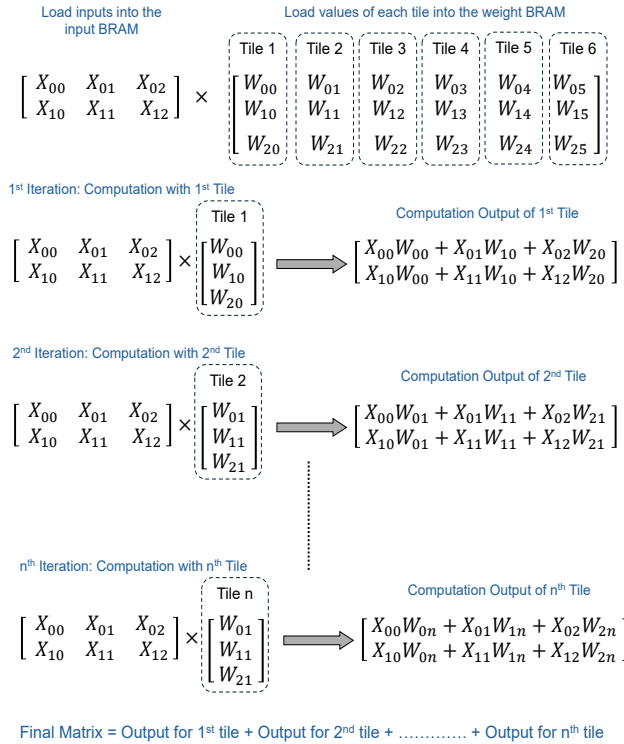 Load inputs into the input BRAM
Load values of each tile into the weight BRAM
Tile 1 Tile 2 Tile 3 Tile 4 Tile 5 Tile 6
[ X₀₀ X₀₁ X₀₂ ] × [ W₀₀ W₀₁ W₀₂ W₀₃ W₀₄ W₀₅ ]
[ X₁₀ X₁₁ X₁₂ ] [ W₁₀ W₁₁ W₁₂ W₁₃ W₁₄ W₁₅ ]
[ W₂₀ W₂₁ W₂₂ W₂₃ W₂₄ W₂₅ ]
1st Iteration: Computation with 1st Tile
Tile 1
Computation Output of 1st Tile
[ X₀₀ X₀₁ X₀₂ ] × [ W₀₀ ] [ X₀₀W₀₀ + X₀₁W₁₀ + X₀₂W₂₀ ]
[ X₁₀ X₁₁ X₁₂ ] [ W₁₀ ] [ X₁₀W₀₀ + X₁₁W₁₀ + X₁₂W₂₀ ]
[ W₂₀ ]
2nd Iteration: Computation with 2nd Tile
Tile 2
Computation Output of 2nd Tile
[ X₀₀ X₀₁ X₀₂ ] × [ W₀₁ ] [ X₀₀W₀₁ + X₀₁W₁₁ + X₀₂W₂₁ ]
[ X₁₀ X₁₁ X₁₂ ] [ W₁₁ ] [ X₁₀W₀₁ + X₁₁W₁₁ + X₁₂W₂₁ ]
[ W₂₁ ]
nth Iteration: Computation with nth Tile
Tile n
Computation Output of nth Tile
[ X₀₀ X₀₁ X₀₂ ] × [ W₀₁ ] [ X₀₀W₀ₙ + X₀₁W₁ₙ + X₀₂W₂ₙ ]
[ X₁₀ X₁₁ X₁₂ ] [ W₁₁ ] [ X₁₀W₀ₙ + X₁₁W₁ₙ + X₁₂W₂ₙ ]
[ W₂₁ ]
Final Matrix = Output for 1st tile + Output for 2nd tile + ............. + Output for nth tile